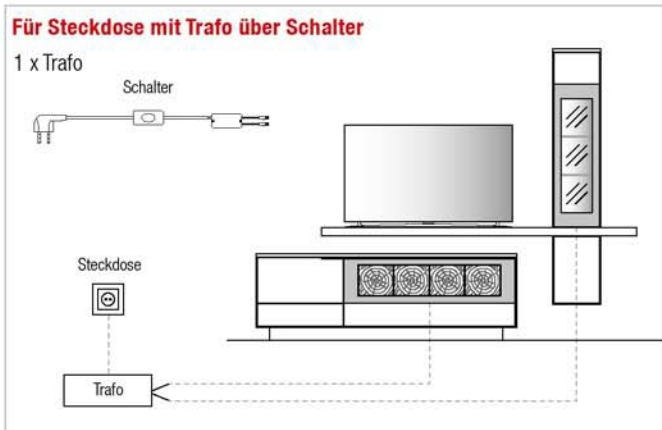 Für Steckdose mit Trafo über Schalter
1 x Trafo
Schalter
Steckdose
Trafo